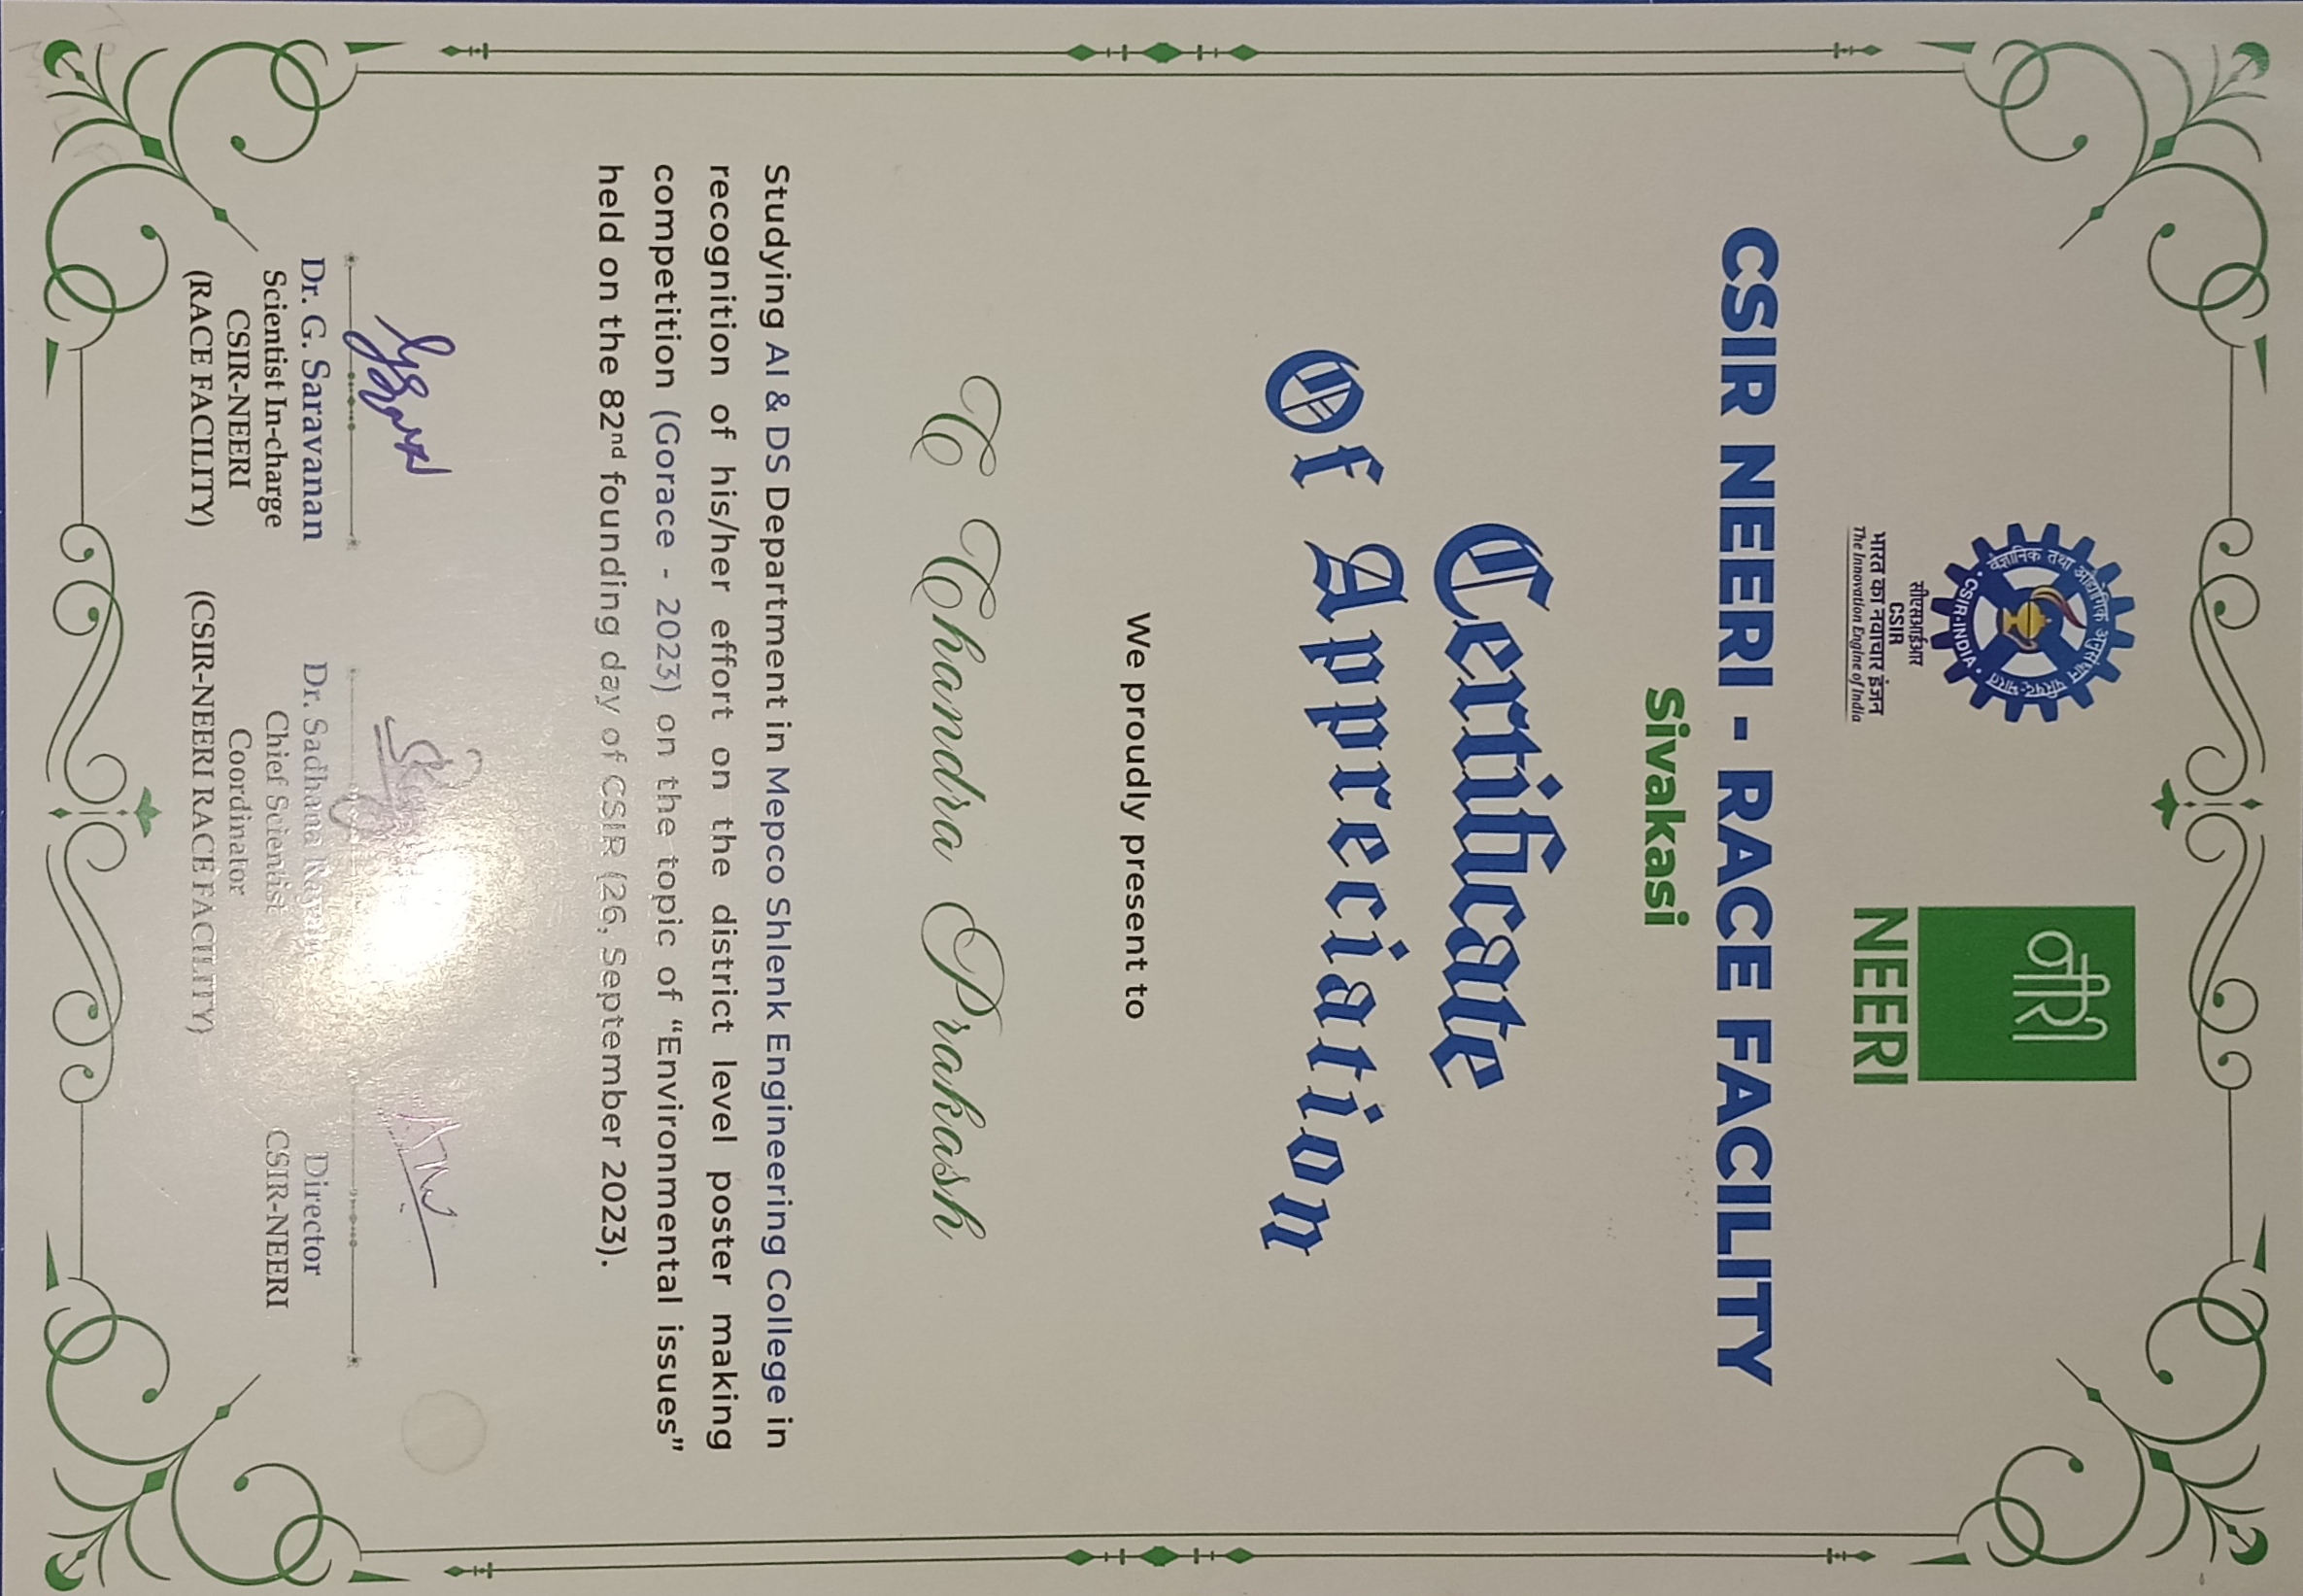 वैज्ञानिक तथा औद्योगिक अनुसंधान परिषद-भारत
CSIR-INDIA
सीएसआईआर
CSIR
भारत का नवाचार इंजन
The Innovation Engine of India
नीरी
NEERI
CSIR NEERI - RACE FACILITY
Sivakasi
Certificate
Of Appreciation
We proudly present to
C Chandra Prakash
Studying AI & DS Department in Mepco Shlenk Engineering College in
recognition of his/her effort on the district level poster making
competition (Gorace - 2023) on the topic of “Environmental issues”
held on the 82nd founding day of CSIR (26, September 2023).
Dr. G. Saravanan
Scientist In-charge
CSIR-NEERI
(RACE FACILITY)
Dr. Sadhana
Chief Scientist
Coordinator
(CSIR-NEERI RACE FACILITY)
Director
CSIR-NEERI